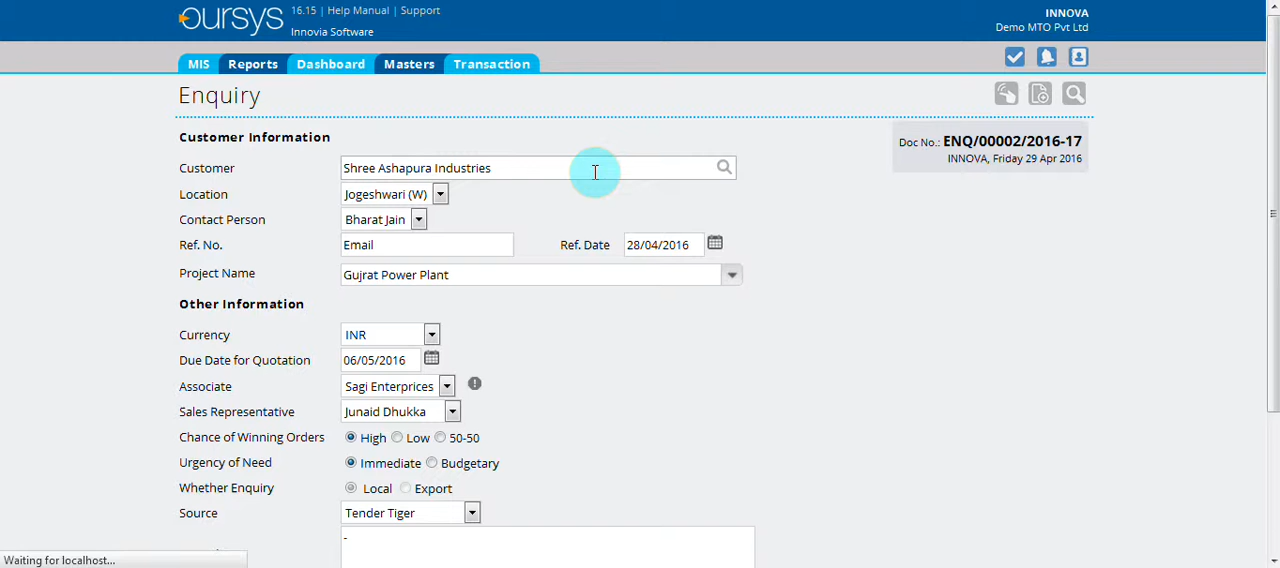 oursys
16.15 | Help Manual | Support
Innovia Software
INNOVA
Demo MTO Pvt Ltd
MIS Reports Dashboard Masters Transaction
Enquiry
Customer Information
Doc No.: ENQ/00002/2016-17
INNOVA, Friday 29 Apr 2016
Customer Shree Ashapura Industries
Location Jogeshwari (W)
Contact Person Bharat Jain
Ref. No. Email Ref. Date 28/04/2016
Project Name Gujrat Power Plant
Other Information
Currency INR
Due Date for Quotation 06/05/2016
Associate Sagi Enterprices
Sales Representative Junaid Dhukka
Chance of Winning Orders High Low 50-50
Urgency of Need Immediate Budgetary
Whether Enquiry Local Export
Source Tender Tiger
-
Waiting for localhost...